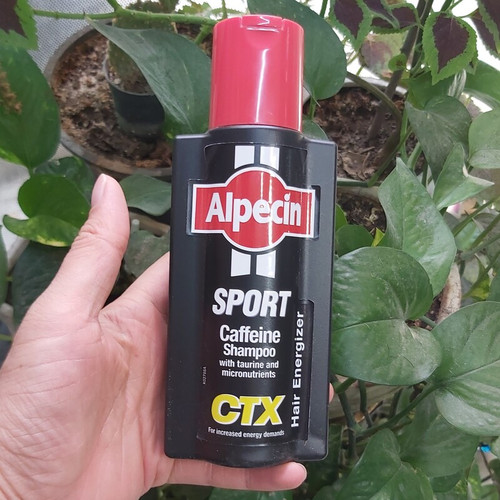 Alpecin
SPORT
Caffeine
Shampoo
with taurine and
micronutrients
Hair Energizer
CTX
For increased energy demands